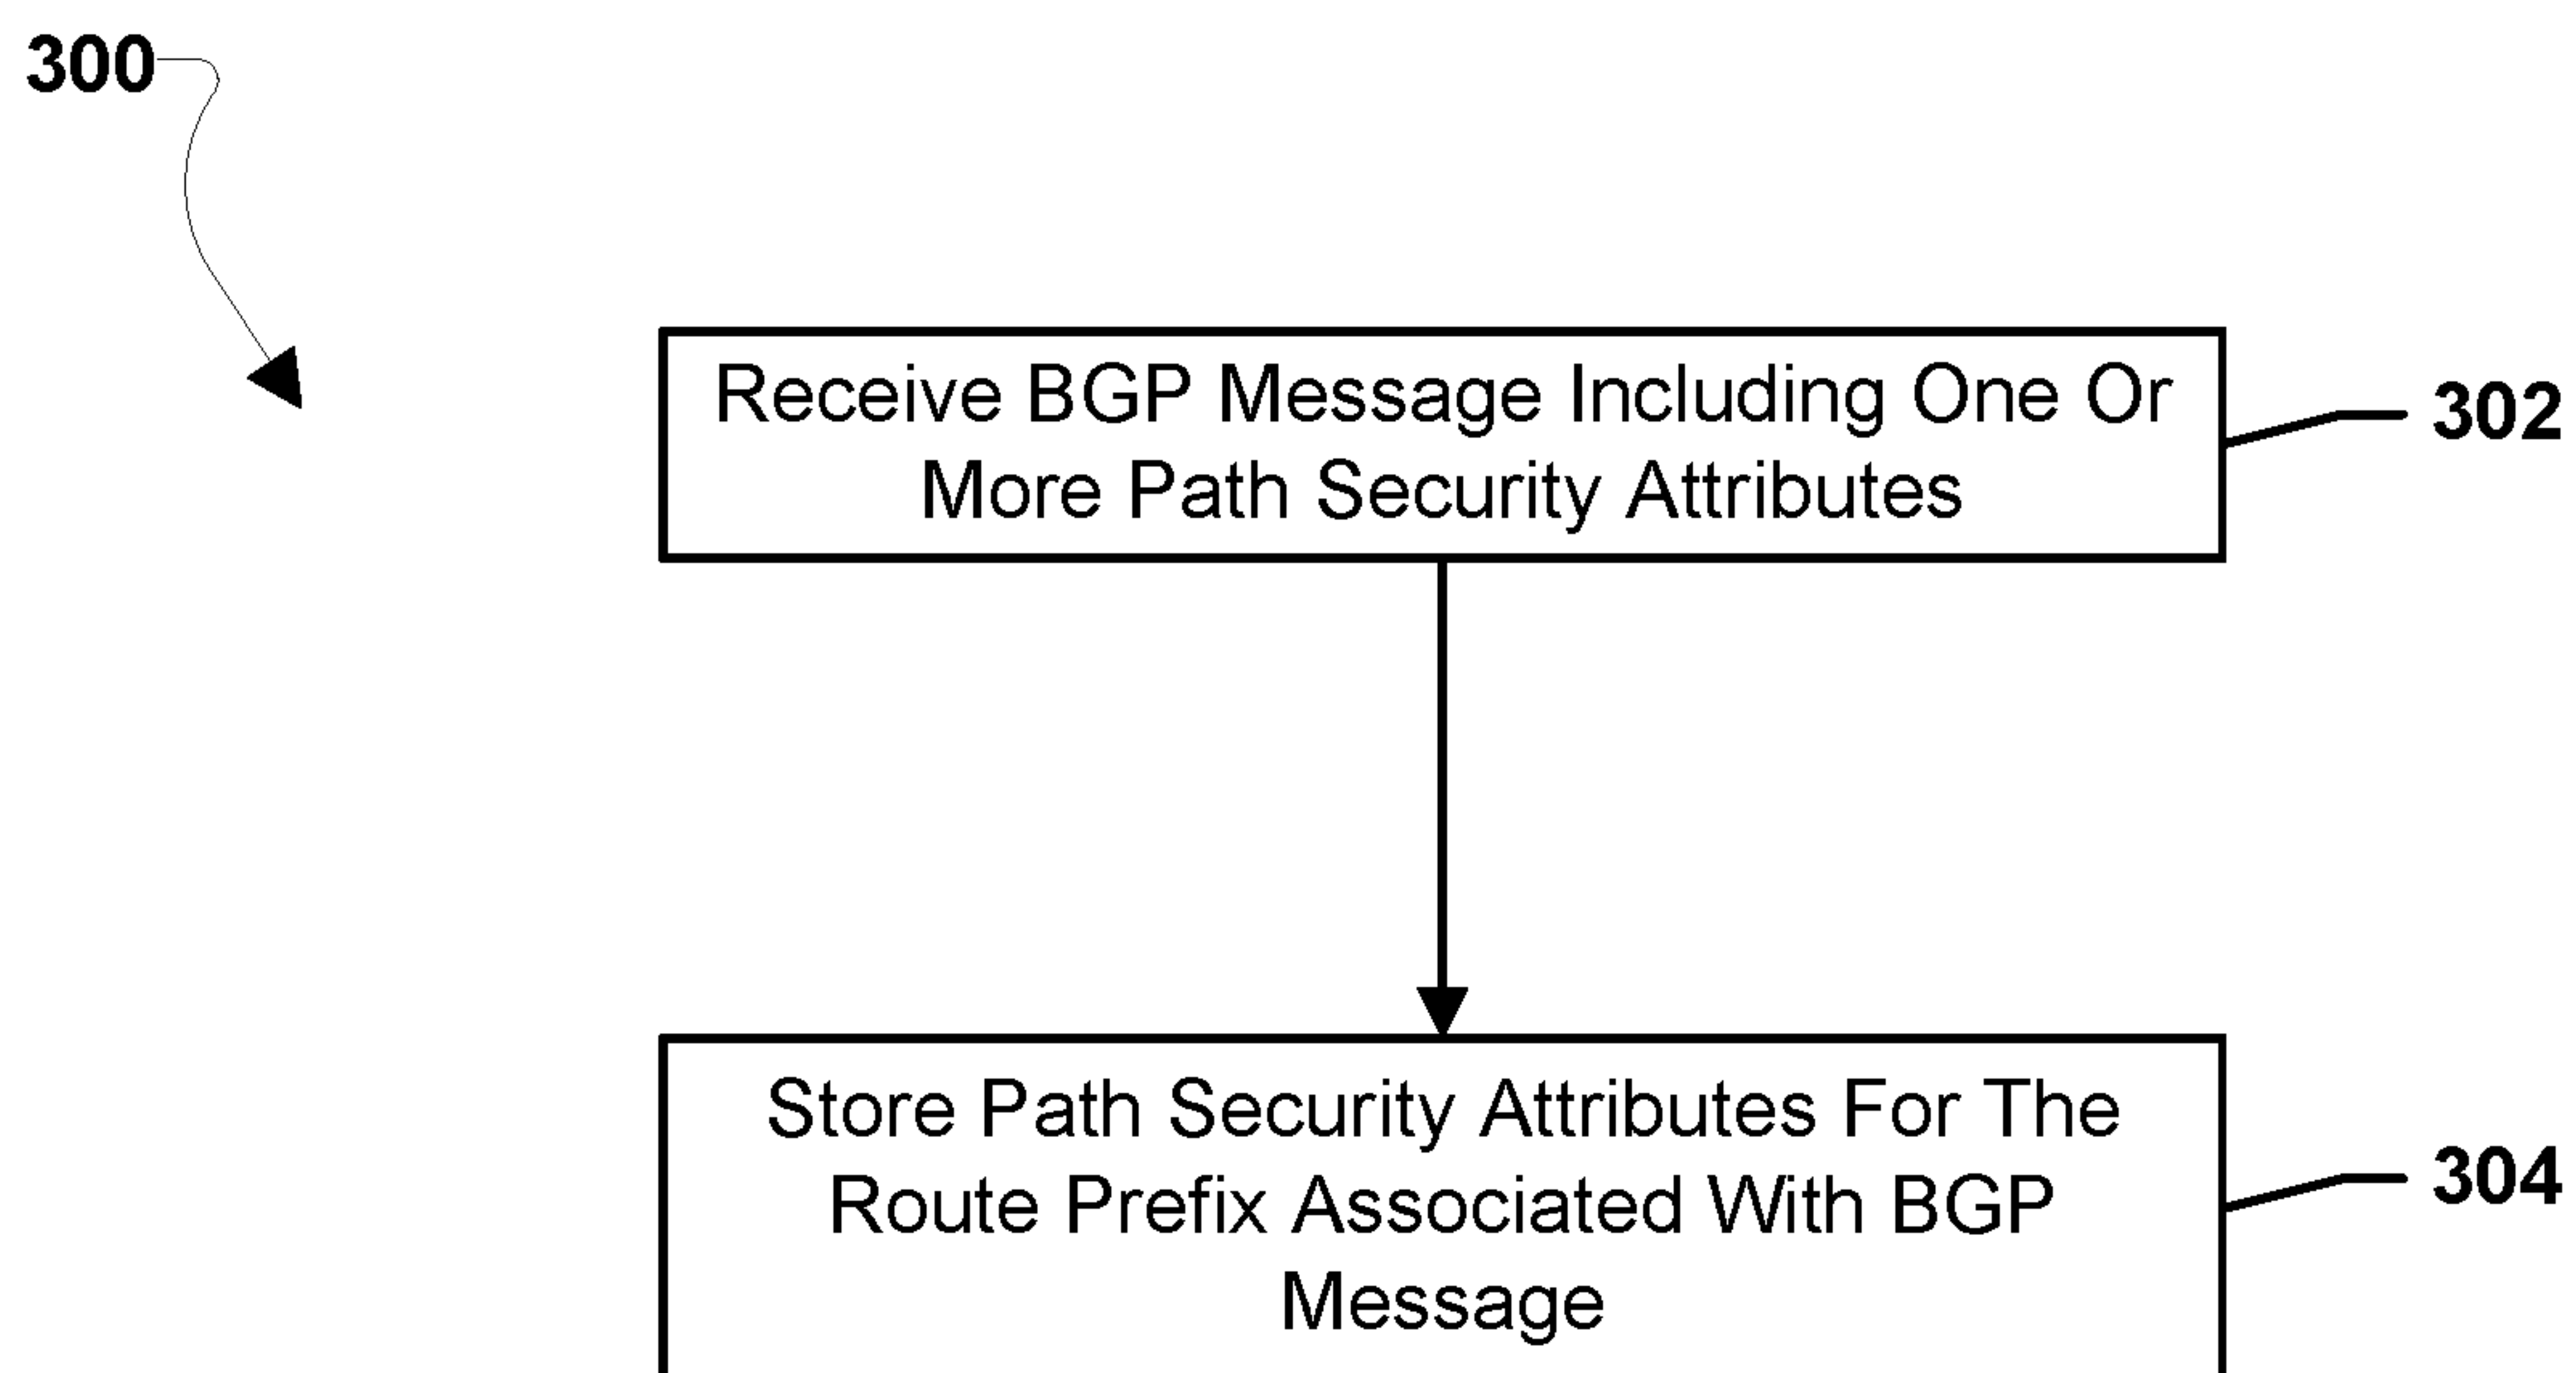 300
Receive BGP Message Including One Or
More Path Security Attributes
302
Store Path Security Attributes For The
Route Prefix Associated With BGP
Message
304